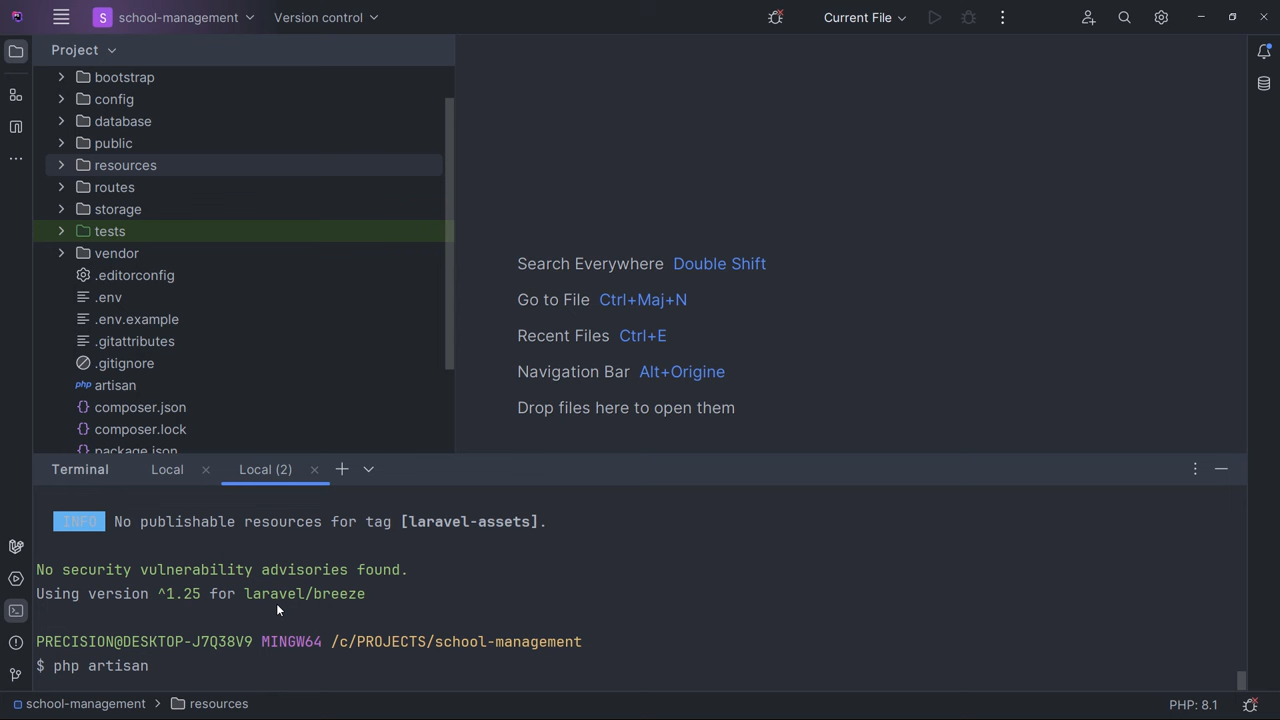 S school-management Version control Current File
Project
bootstrap
config
database
public
resources
routes
storage
tests
vendor
.editorconfig
.env
.env.example
.gitattributes
.gitignore
php artisan
composer.json
composer.lock
package.json
Search Everywhere Double Shift
Go to File Ctrl+Maj+N
Recent Files Ctrl+E
Navigation Bar Alt+Origine
Drop files here to open them
Terminal Local Local (2)
INFO No publishable resources for tag [laravel-assets].
No security vulnerability advisories found.
Using version ^1.25 for laravel/breeze
PRECISION@DESKTOP-J7Q38V9 MINGW64 /c/PROJECTS/school-management
$ php artisan
school-management > resources PHP: 8.1